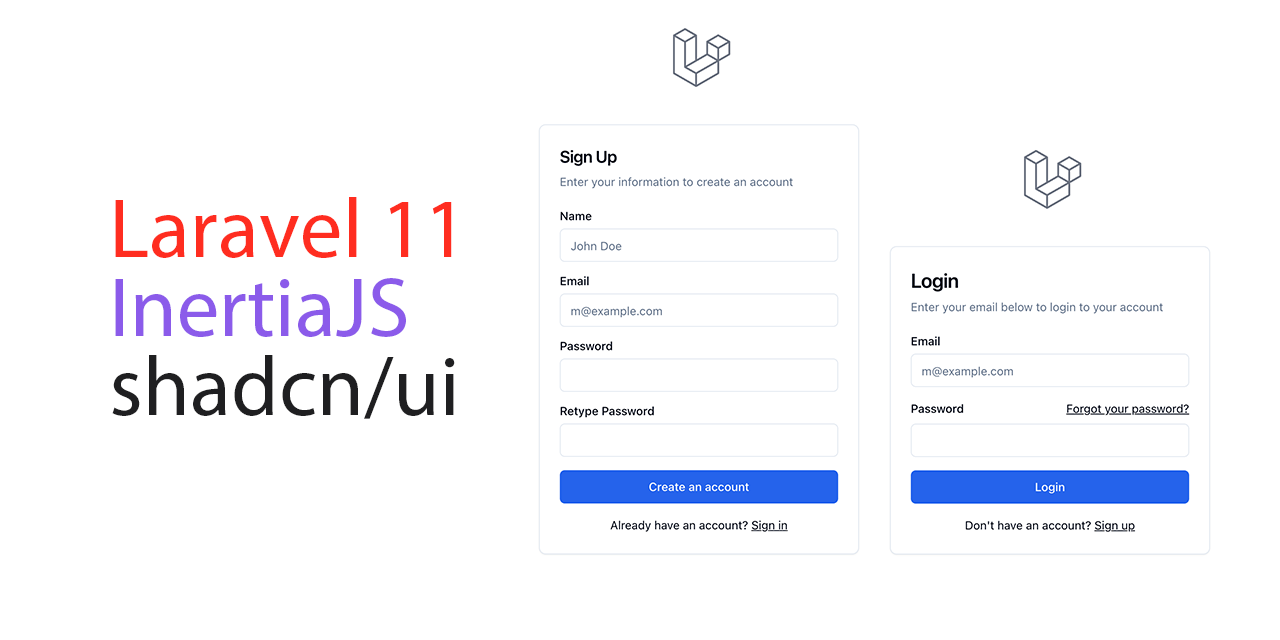 Laravel 11
InertiaJS
shadcn/ui
Sign Up
Enter your information to create an account
Name
John Doe
Email
m@example.com
Password
Retype Password
Create an account
Already have an account? Sign in
Login
Enter your email below to login to your account
Email
m@example.com
Password Forgot your password?
Login
Don't have an account? Sign up